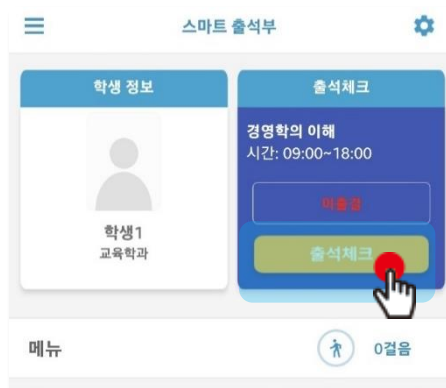 스마트 출석부
학생 정보
학생1
교육학과
출석체크
경영학의 이해
시간: 09:00~18:00
미출결
출석체크
메뉴
0걸음